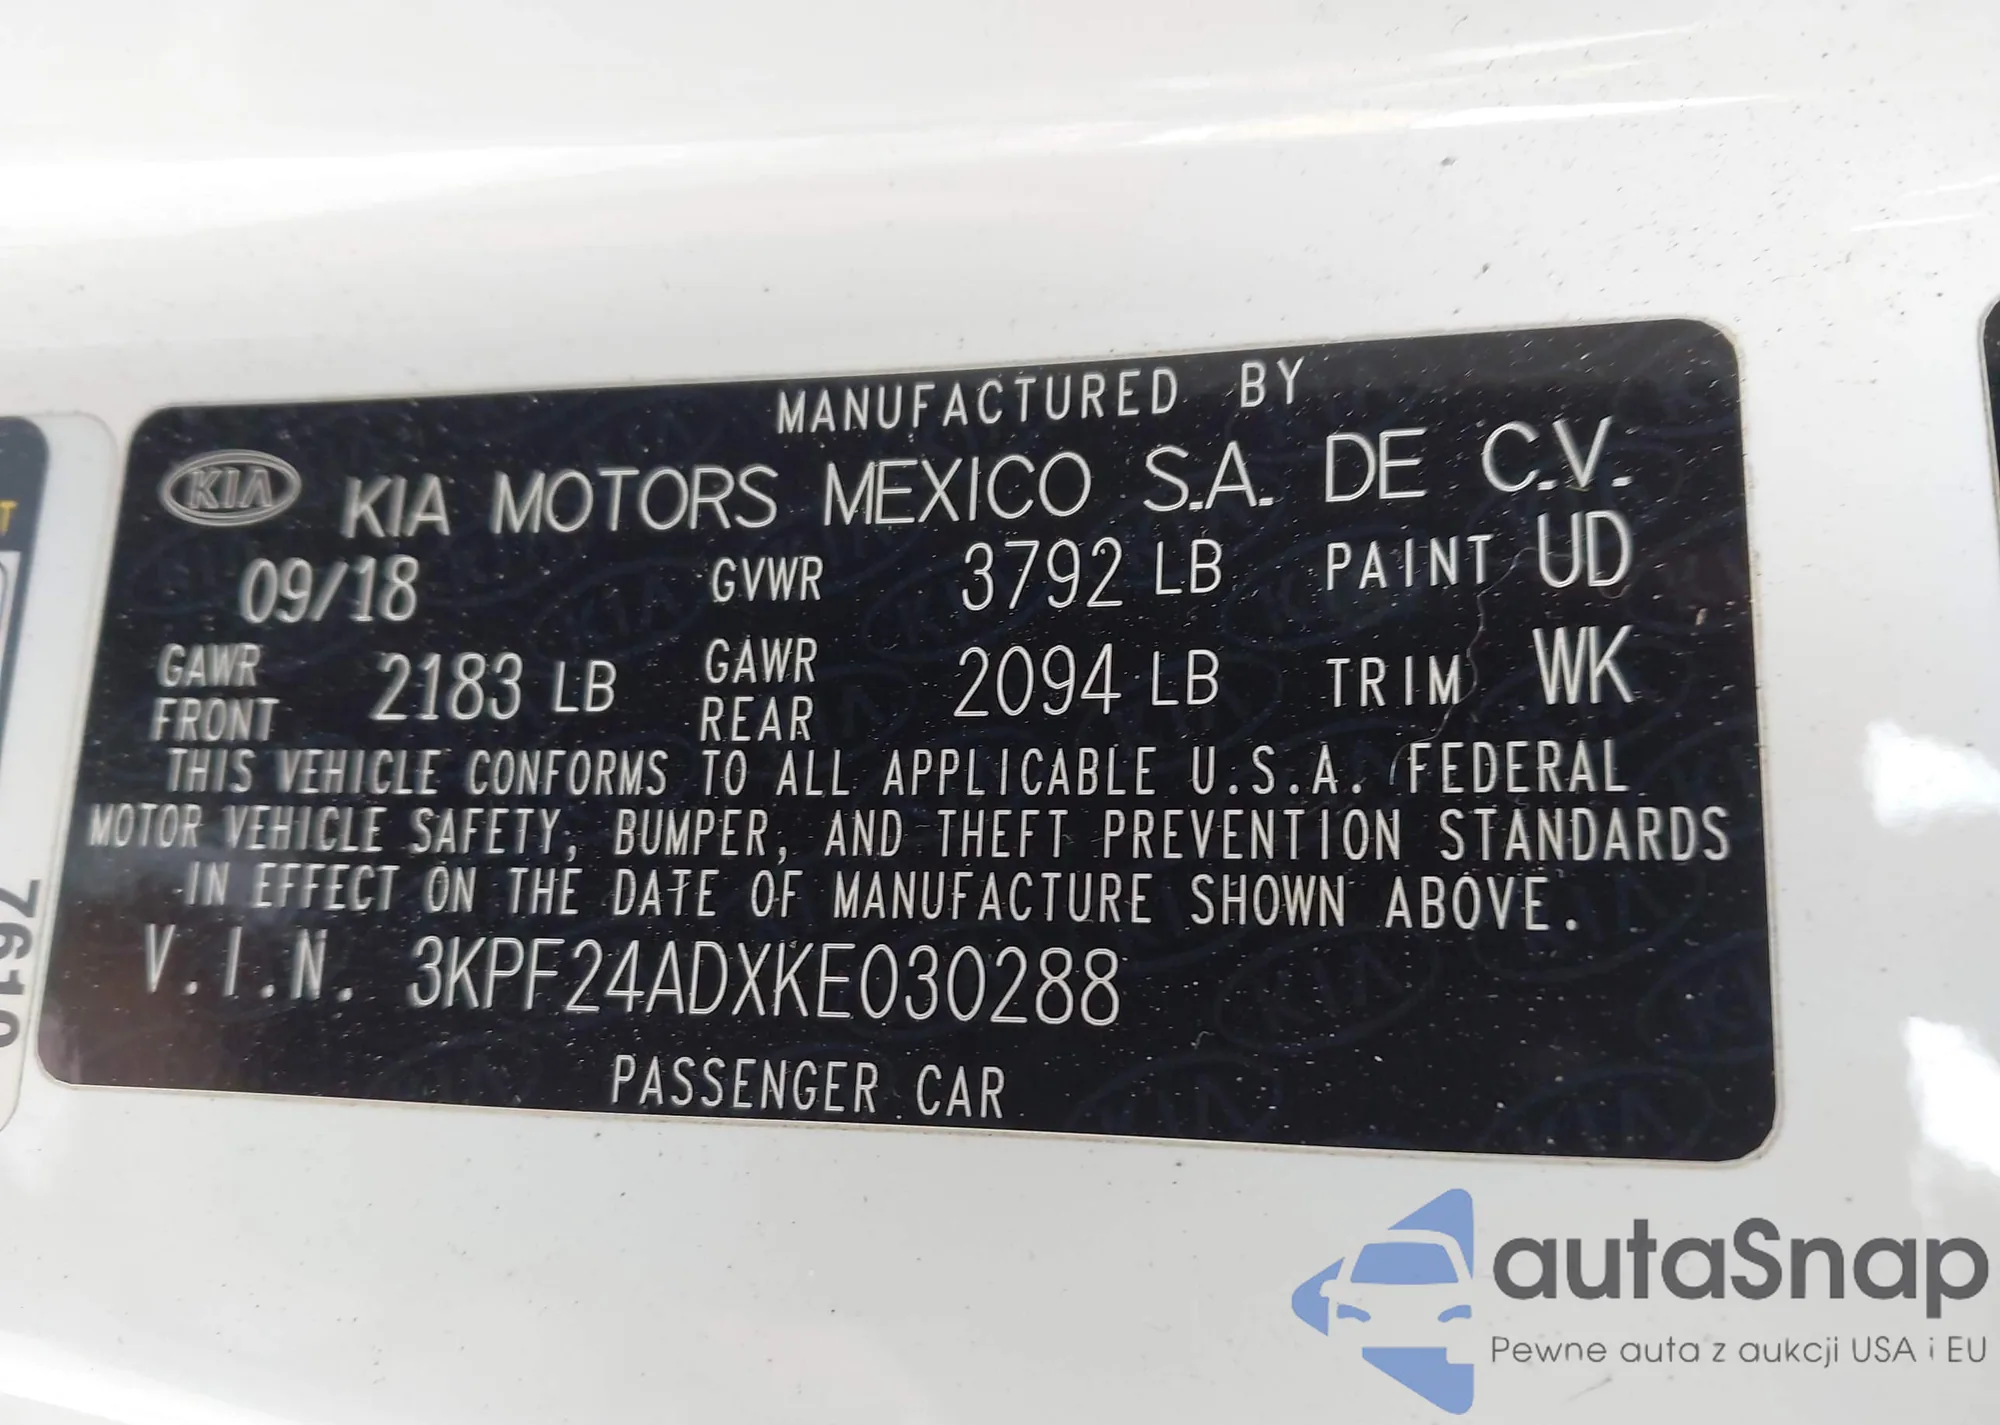 MANUFACTURED BY
KIA KIA MOTORS MEXICO S.A. DE C.V.
09/18 GVWR 3792 LB PAINT UD
GAWR FRONT 2183 LB GAWR REAR 2094 LB TRIM WK
THIS VEHICLE CONFORMS TO ALL APPLICABLE U.S.A. FEDERAL
MOTOR VEHICLE SAFETY, BUMPER, AND THEFT PREVENTION STANDARDS
IN EFFECT ON THE DATE OF MANUFACTURE SHOWN ABOVE.
V.I.N. 3KPF24ADXKE030288
PASSENGER CAR
autaSnap
Pewne auta z aukcji USA i EU